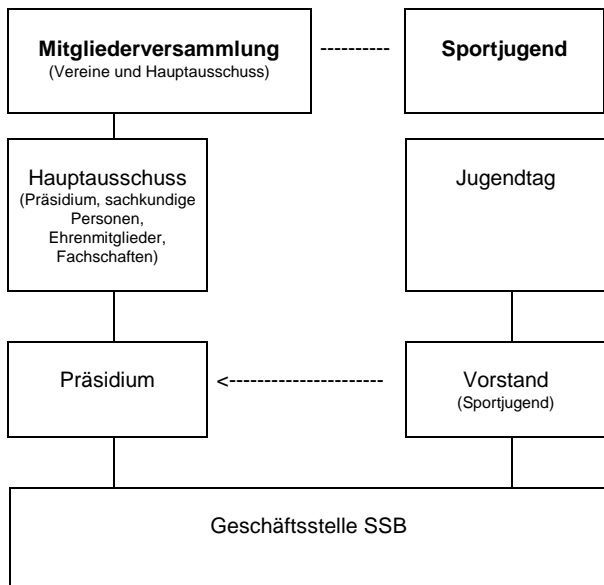 Mitgliederversammlung
(Vereine und Hauptausschuss)
----------
Sportjugend
Hauptausschuss
(Präsidium, sachkundige
Personen,
Ehrenmitglieder,
Fachschaften)
Jugendtag
Präsidium
<----------------------
Vorstand
(Sportjugend)
Geschäftsstelle SSB